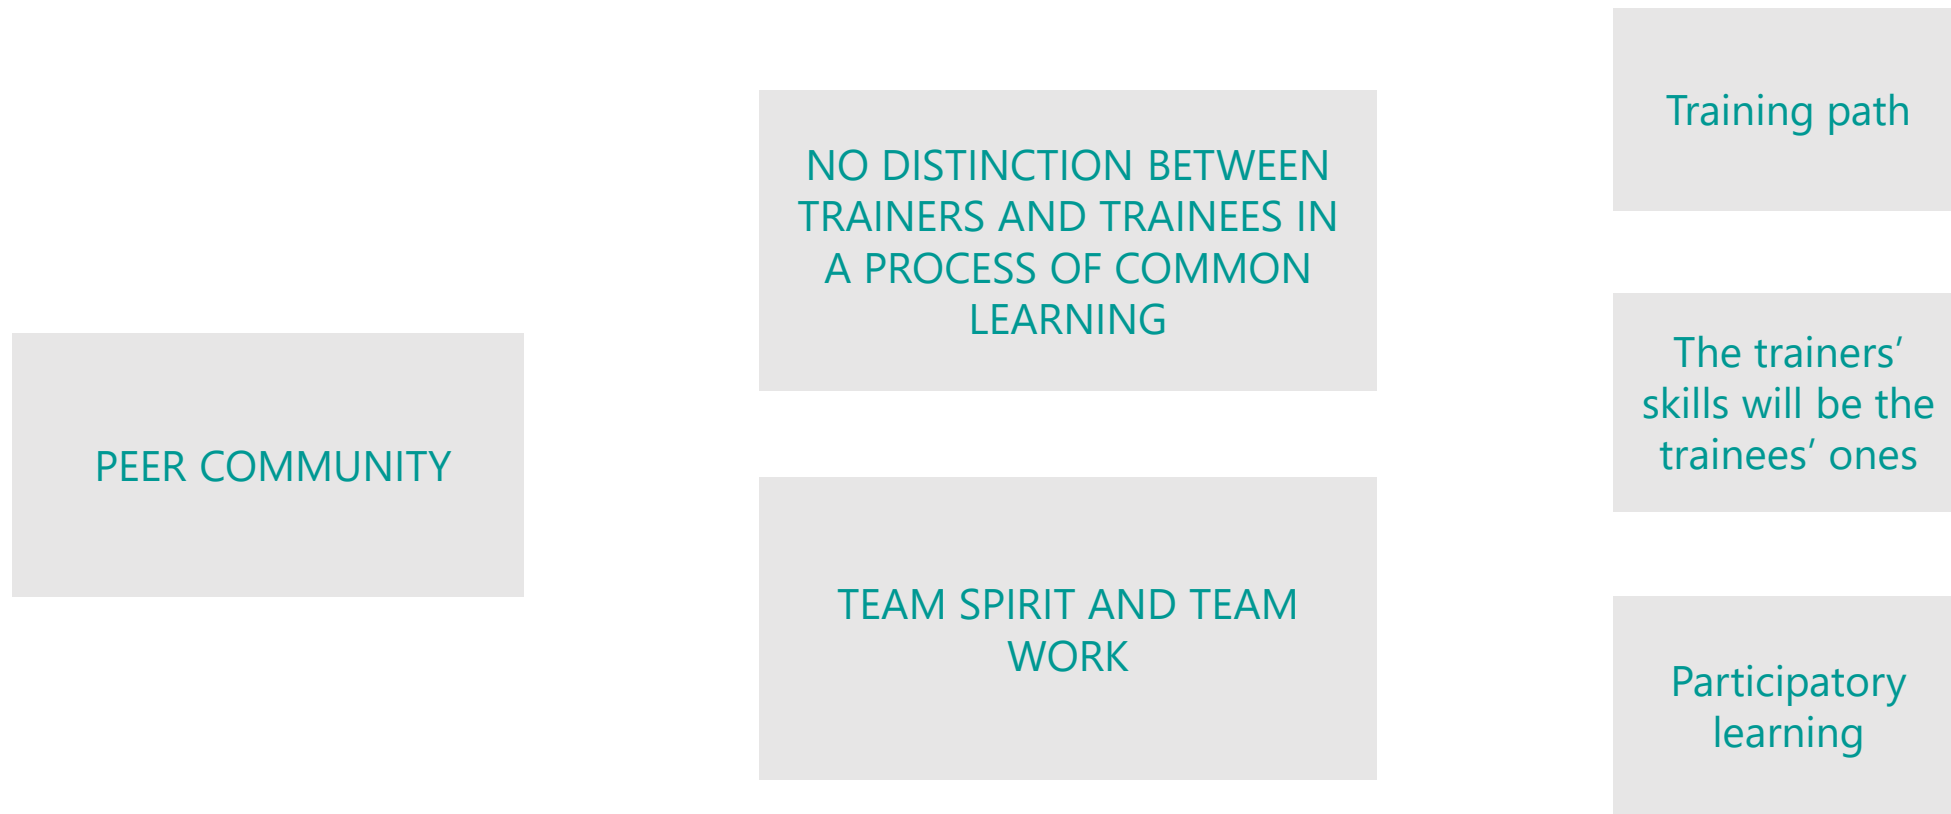 PEER COMMUNITY
NO DISTINCTION BETWEEN
TRAINERS AND TRAINEES IN
A PROCESS OF COMMON
LEARNING
TEAM SPIRIT AND TEAM
WORK
Training path
The trainers’
skills will be the
trainees’ ones
Participatory
learning